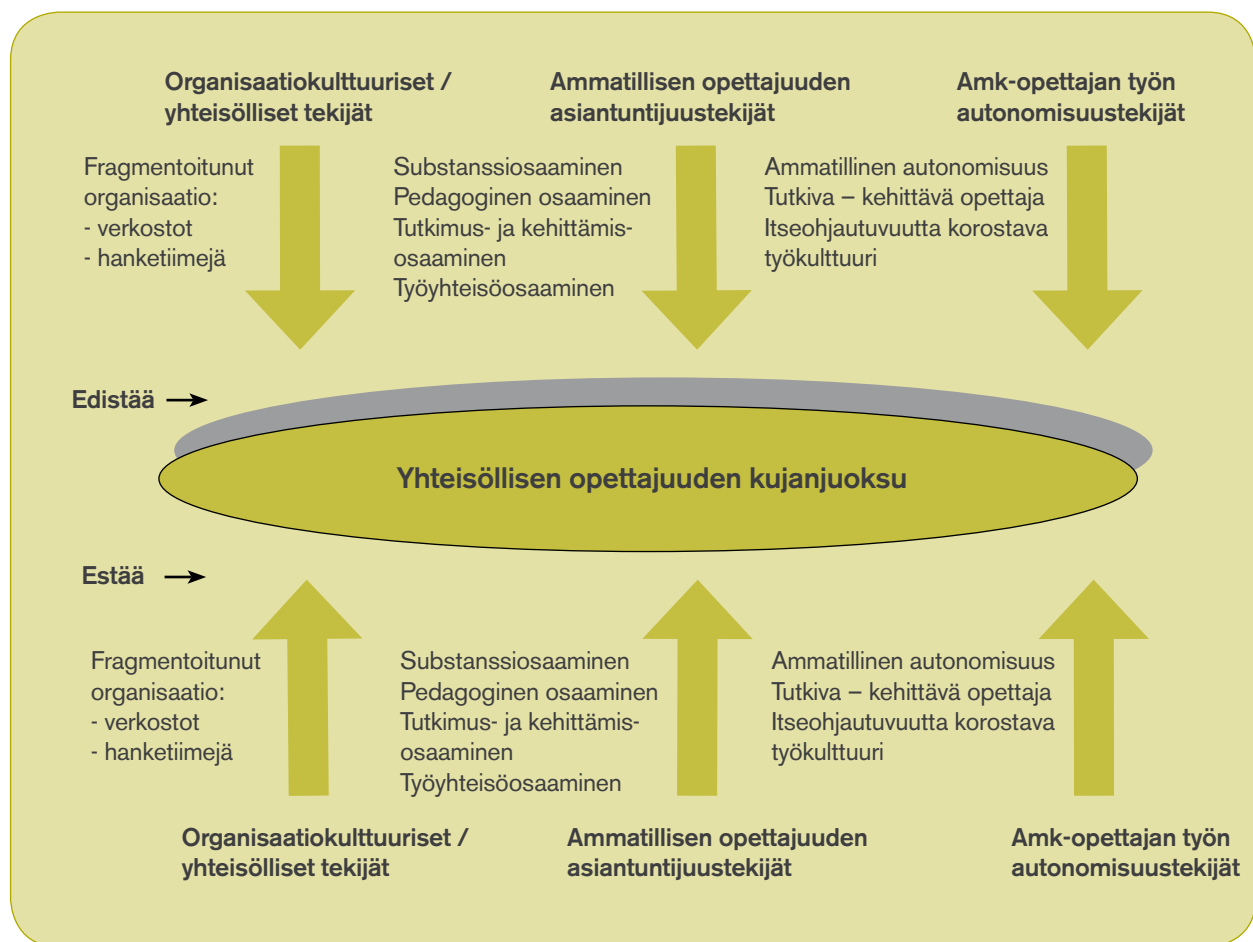 Organisaatiokulttuuriset /
yhteisölliset tekijät
Ammatillisen opettajuuden
asiantuntijuustekijät
Amk-opettajan työn
autonomisuustekijät
Fragmentoitunut
organisaatio:
- verkostot
- hanketiimejä
Substanssiosaaminen
Pedagoginen osaaminen
Tutkimus- ja kehittämis-
osaaminen
Työyhteisöosaaminen
Ammatillinen autonomisuus
Tutkiva – kehittävä opettaja
Itseohjautuvuutta korostava
työkulttuuri
Edistää
Yhteisöllisen opettajuuden kujanjuoksu
Estää
Fragmentoitunut
organisaatio:
- verkostot
- hanketiimejä
Substanssiosaaminen
Pedagoginen osaaminen
Tutkimus- ja kehittämis-
osaaminen
Työyhteisöosaaminen
Ammatillinen autonomisuus
Tutkiva – kehittävä opettaja
Itseohjautuvuutta korostava
työkulttuuri
Organisaatiokulttuuriset /
yhteisölliset tekijät
Ammatillisen opettajuuden
asiantuntijuustekijät
Amk-opettajan työn
autonomisuustekijät